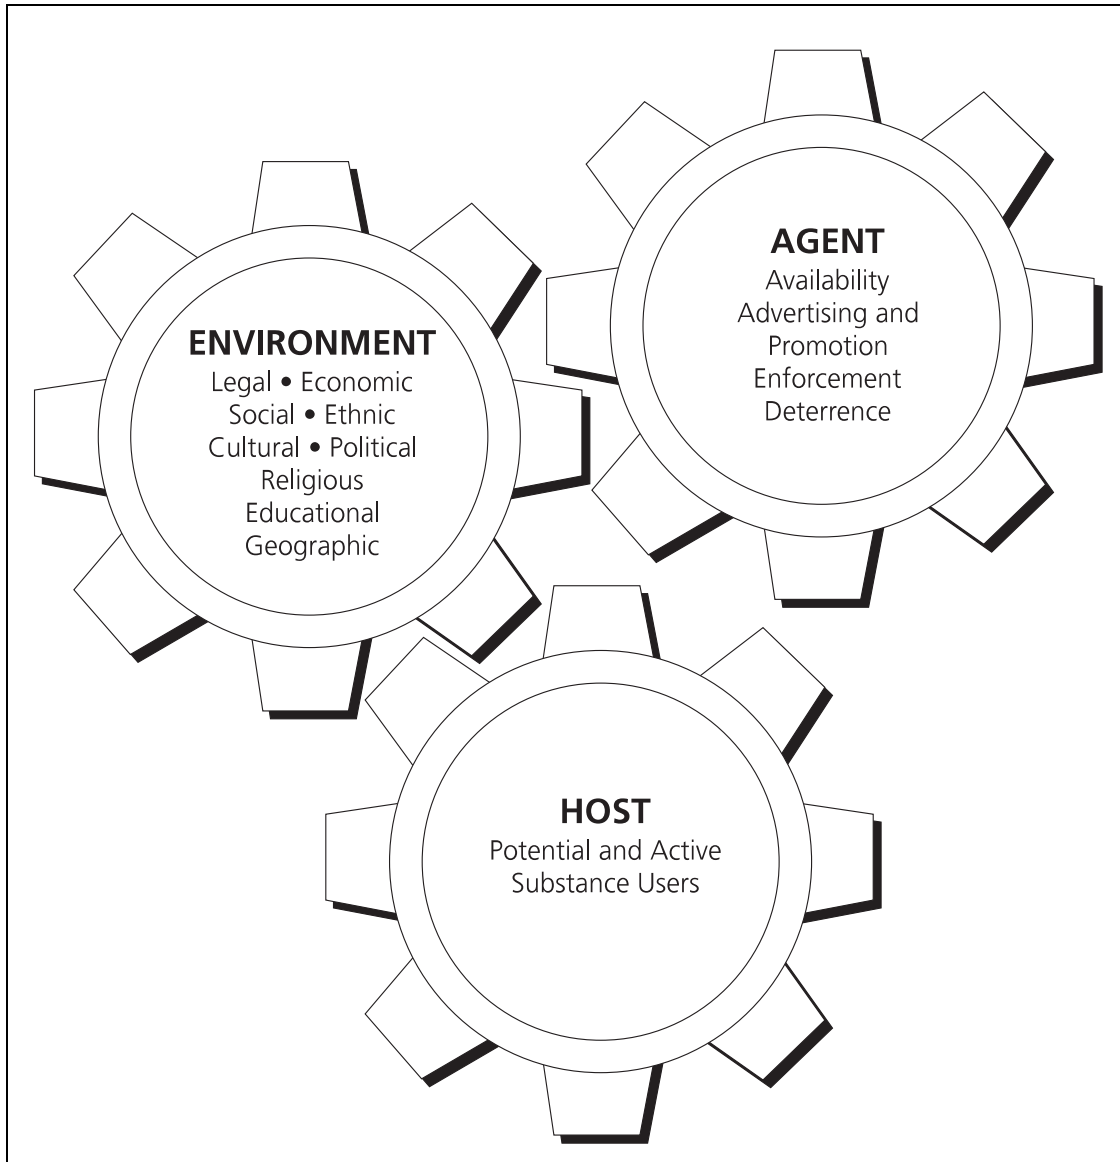 AGENT
Availability
Advertising and
Promotion
Enforcement
Deterrence
ENVIRONMENT
Legal • Economic
Social • Ethnic
Cultural • Political
Religious
Educational
Geographic
HOST
Potential and Active
Substance Users